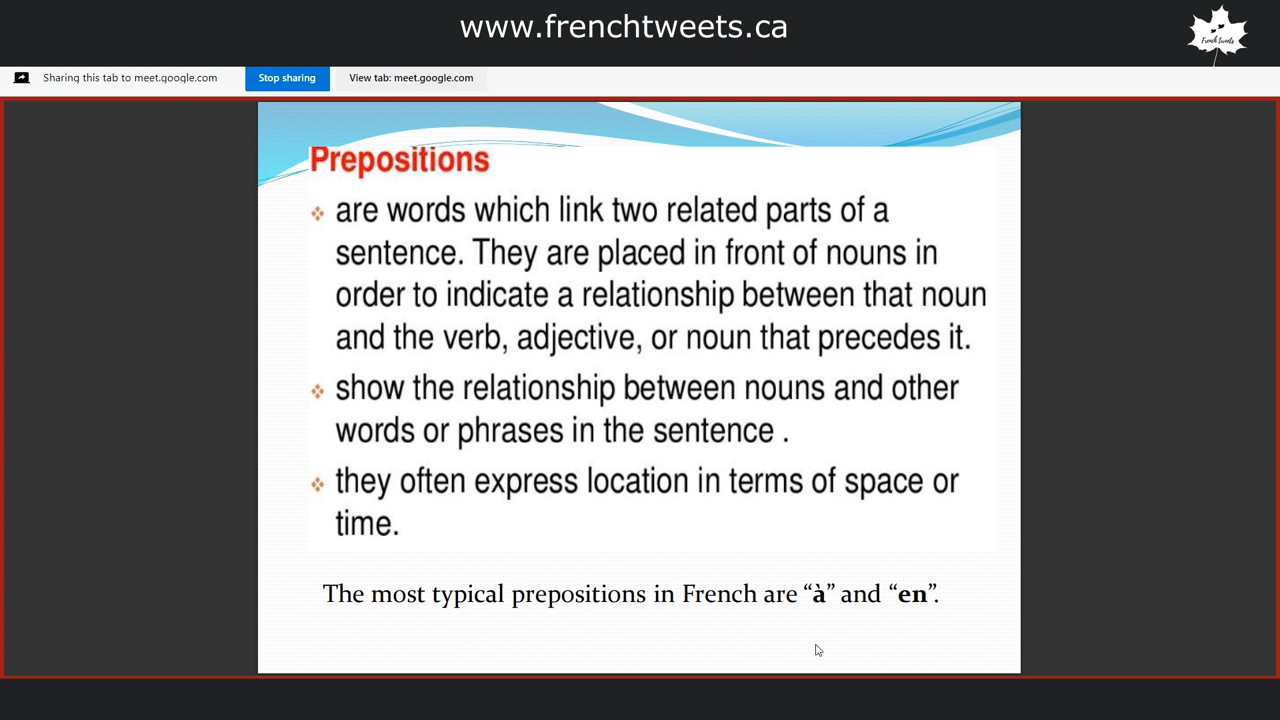 www.frenchtweets.ca
French tweets
Sharing this tab to meet.google.com
Stop sharing
View tab: meet.google.com
Prepositions
are words which link two related parts of a
sentence. They are placed in front of nouns in
order to indicate a relationship between that noun
and the verb, adjective, or noun that precedes it.
show the relationship between nouns and other
words or phrases in the sentence .
they often express location in terms of space or
time.
The most typical prepositions in French are “à” and “en”.